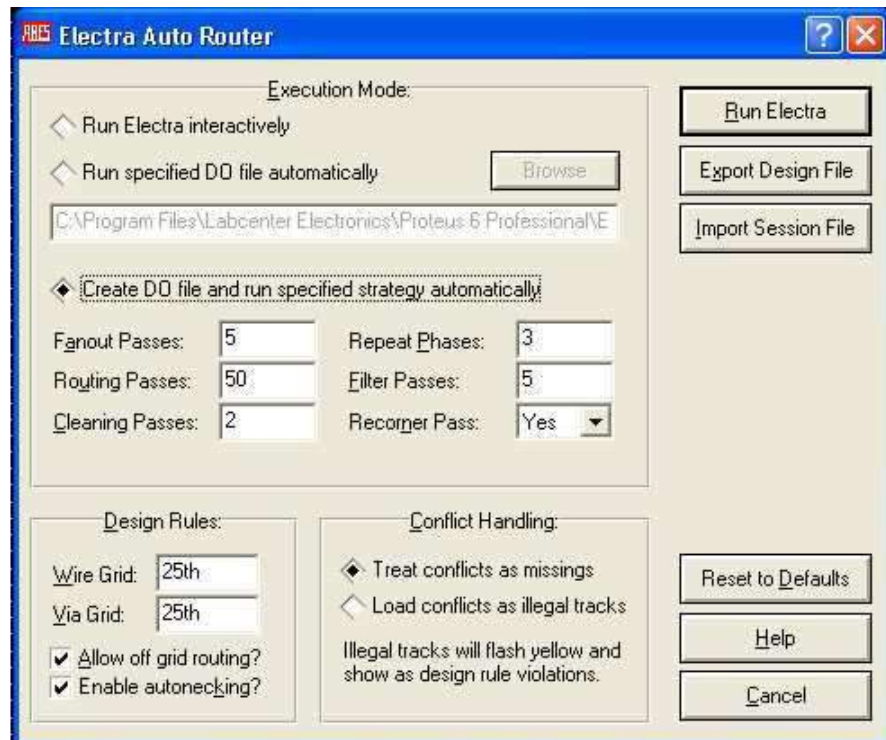 ARES Electra Auto Router
Execution Mode:
Run Electra interactively
Run specified DO file automatically
Browse
C:\Program Files\Labcenter Electronics\Proteus 6 Professional\E
Create DO file and run specified strategy automatically
Fanout Passes: 5
Repeat Phases: 3
Routing Passes: 50
Filter Passes: 5
Cleaning Passes: 2
Recorner Pass: Yes
Run Electra
Export Design File
Import Session File
Design Rules:
Wire Grid: 25th
Via Grid: 25th
Allow off grid routing?
Enable autonecking?
Conflict Handling:
Treat conflicts as missings
Load conflicts as illegal tracks
Illegal tracks will flash yellow and
show as design rule violations.
Reset to Defaults
Help
Cancel